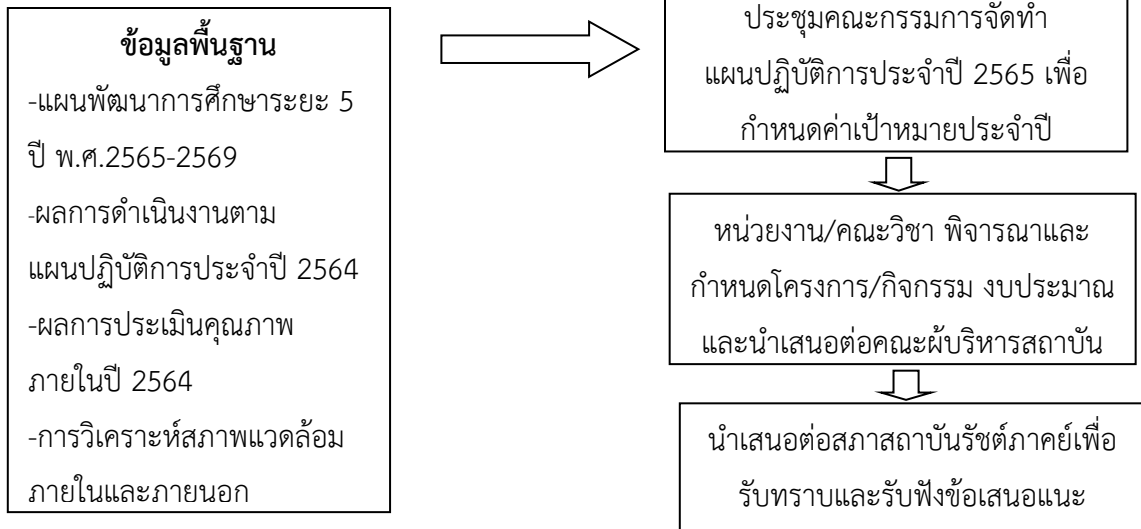 ข้อมูลพื้นฐาน
-แผนพัฒนาการศึกษาระยะ 5
ปี พ.ศ.2565-2569
-ผลการดำเนินงานตาม
แผนปฏิบัติการประจำปี 2564
-ผลการประเมินคุณภาพ
ภายในปี 2564
-การวิเคราะห์สภาพแวดล้อม
ภายในและภายนอก
ประชุมคณะกรรมการจัดทำ
แผนปฏิบัติการประจำปี 2565 เพื่อ
กำหนดค่าเป้าหมายประจำปี
หน่วยงาน/คณะวิชา พิจารณาและ
กำหนดโครงการ/กิจกรรม งบประมาณ
และนำเสนอต่อคณะผู้บริหารสถาบัน
นำเสนอต่อสภาสถาบันรัชต์ภาคย์เพื่อ
รับทราบและรับฟังข้อเสนอแนะ